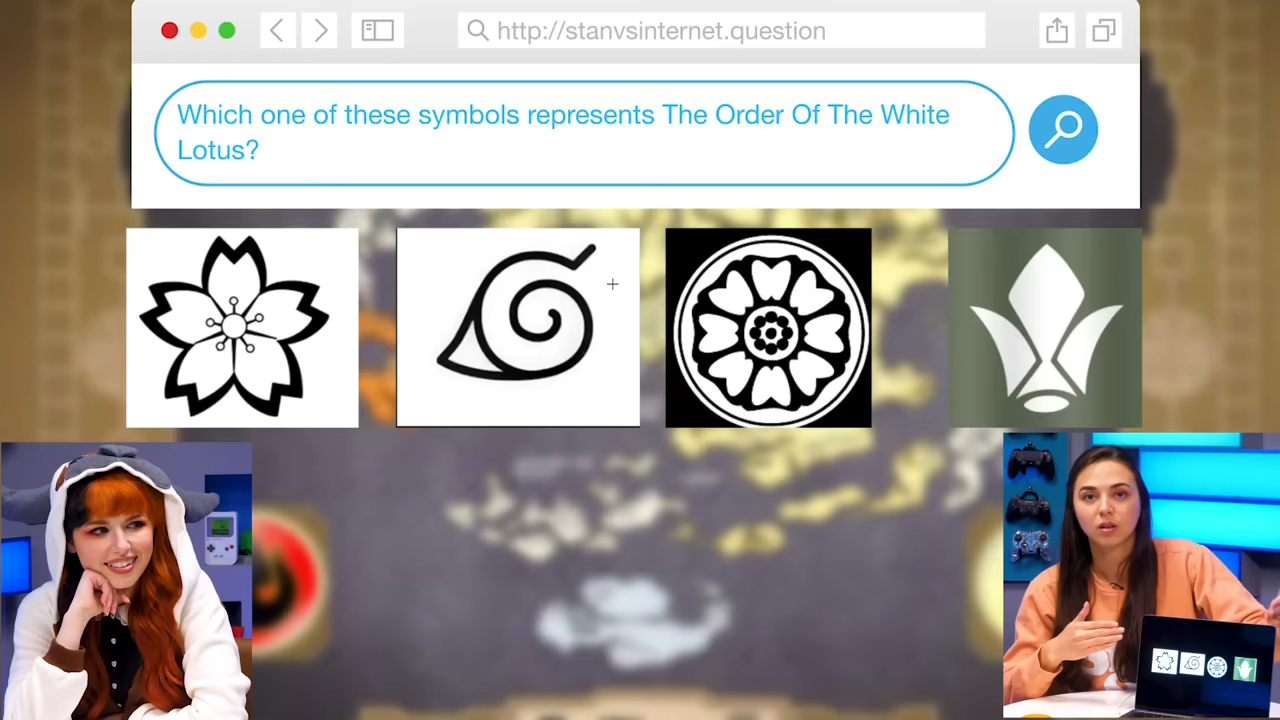 http://stanvsinternet.question
Which one of these symbols represents The Order Of The White
Lotus?